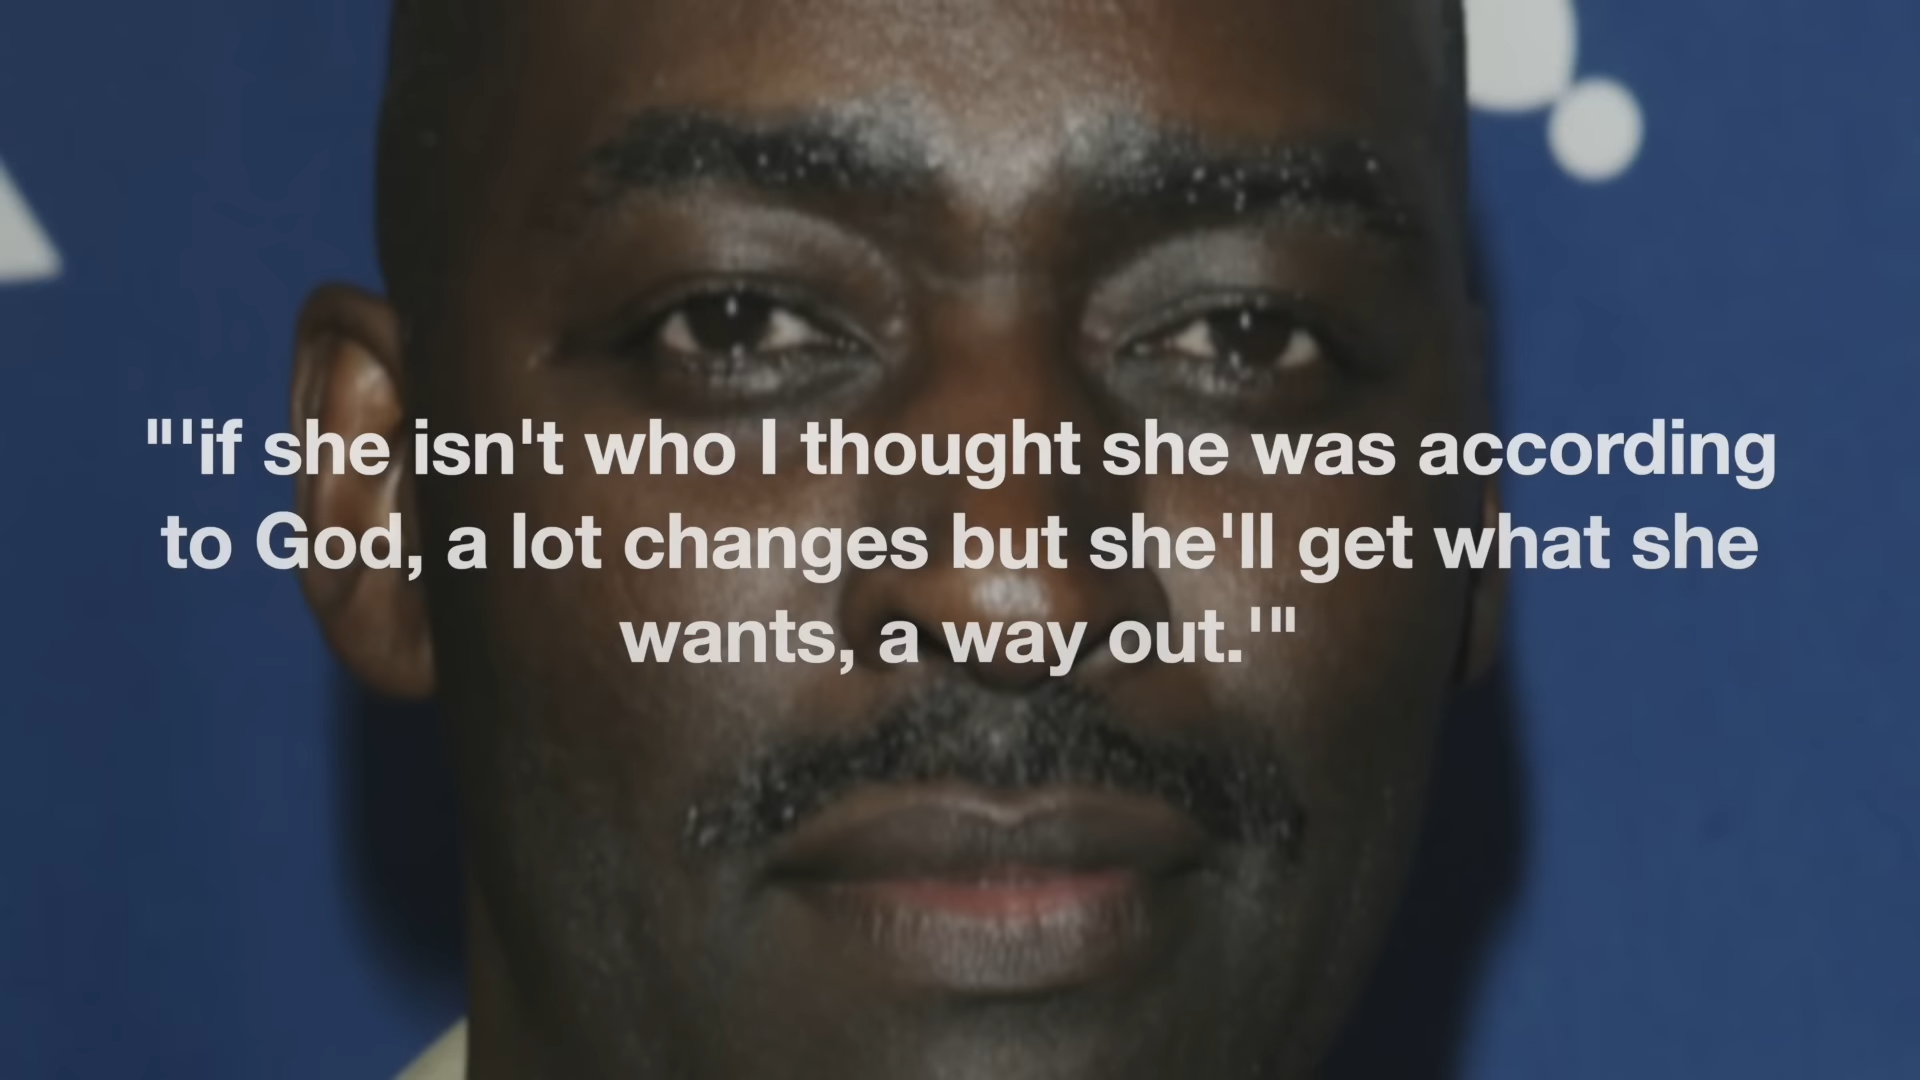 "'if she isn't who I thought she was according
to God, a lot changes but she'll get what she
wants, a way out.'"